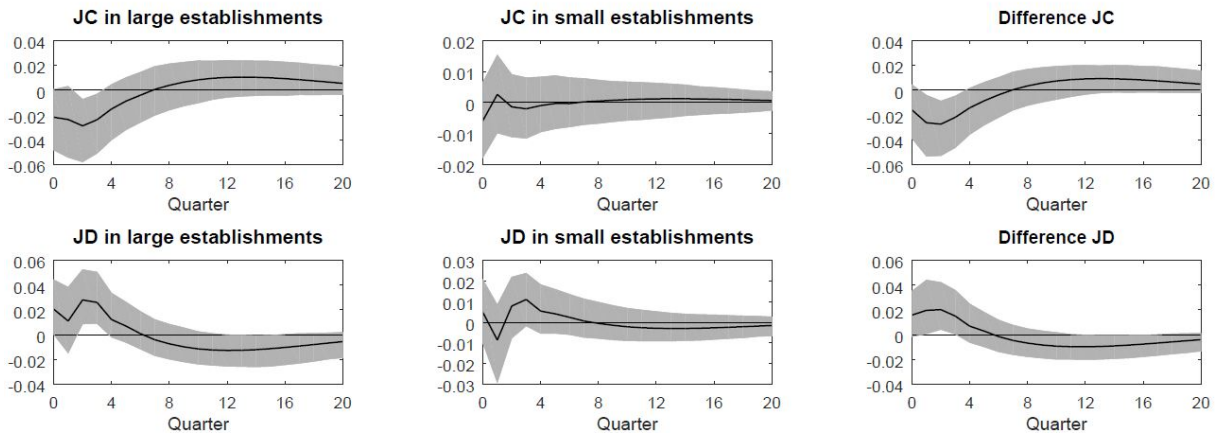 JC in large establishments
0.04
0.02
0
-0.02
-0.04
-0.06
0 4 8 12 16 20
Quarter
JC in small establishments
0.02
0.01
0
-0.01
-0.02
0 4 8 12 16 20
Quarter
Difference JC
0.04
0.02
0
-0.02
-0.04
-0.06
0 4 8 12 16 20
Quarter
JD in large establishments
0.06
0.04
0.02
0
-0.02
-0.04
0 4 8 12 16 20
Quarter
JD in small establishments
0.03
0.02
0.01
0
-0.01
-0.02
-0.03
0 4 8 12 16 20
Quarter
Difference JD
0.06
0.04
0.02
0
-0.02
-0.04
0 4 8 12 16 20
Quarter